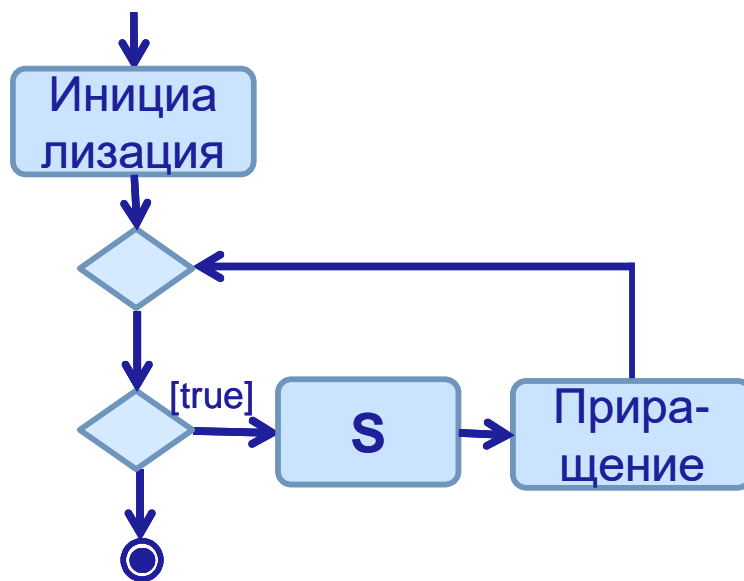 Инициа
лизация
[true]
S
Прира-
щение